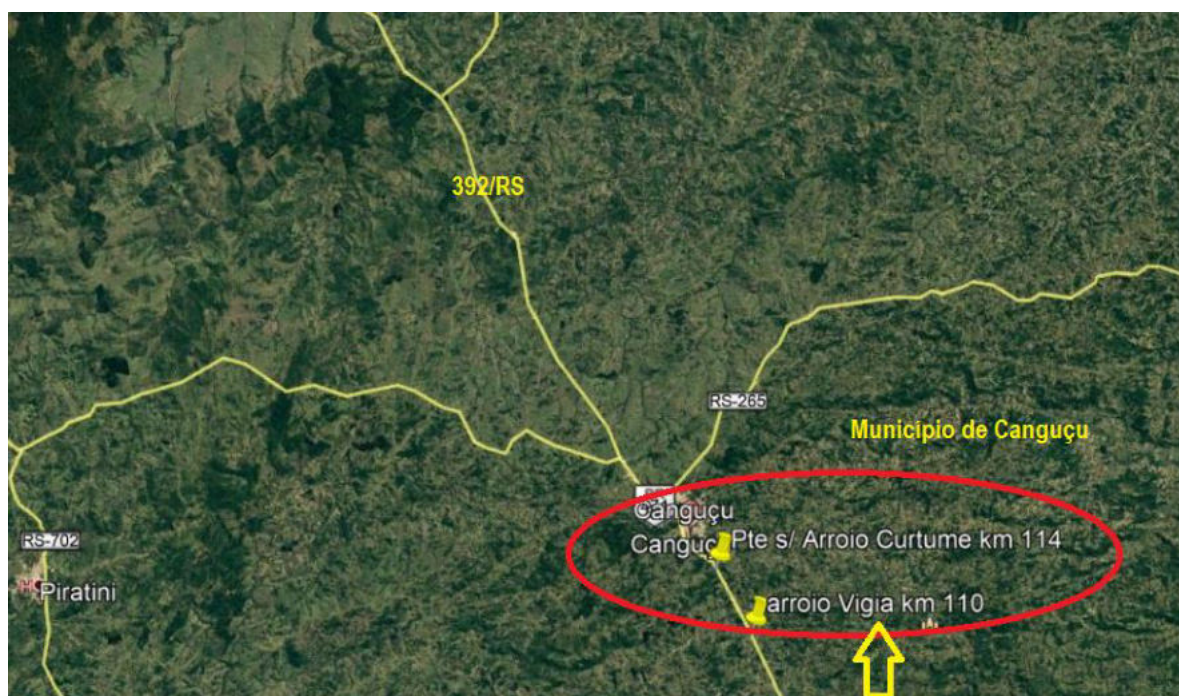 392/RS
RS-265
Município de Canguçu
Canguçu
Canguç
Pte s/ Arroio Curtume km 114
RS-702
Piratini
arroio Vigia km 110